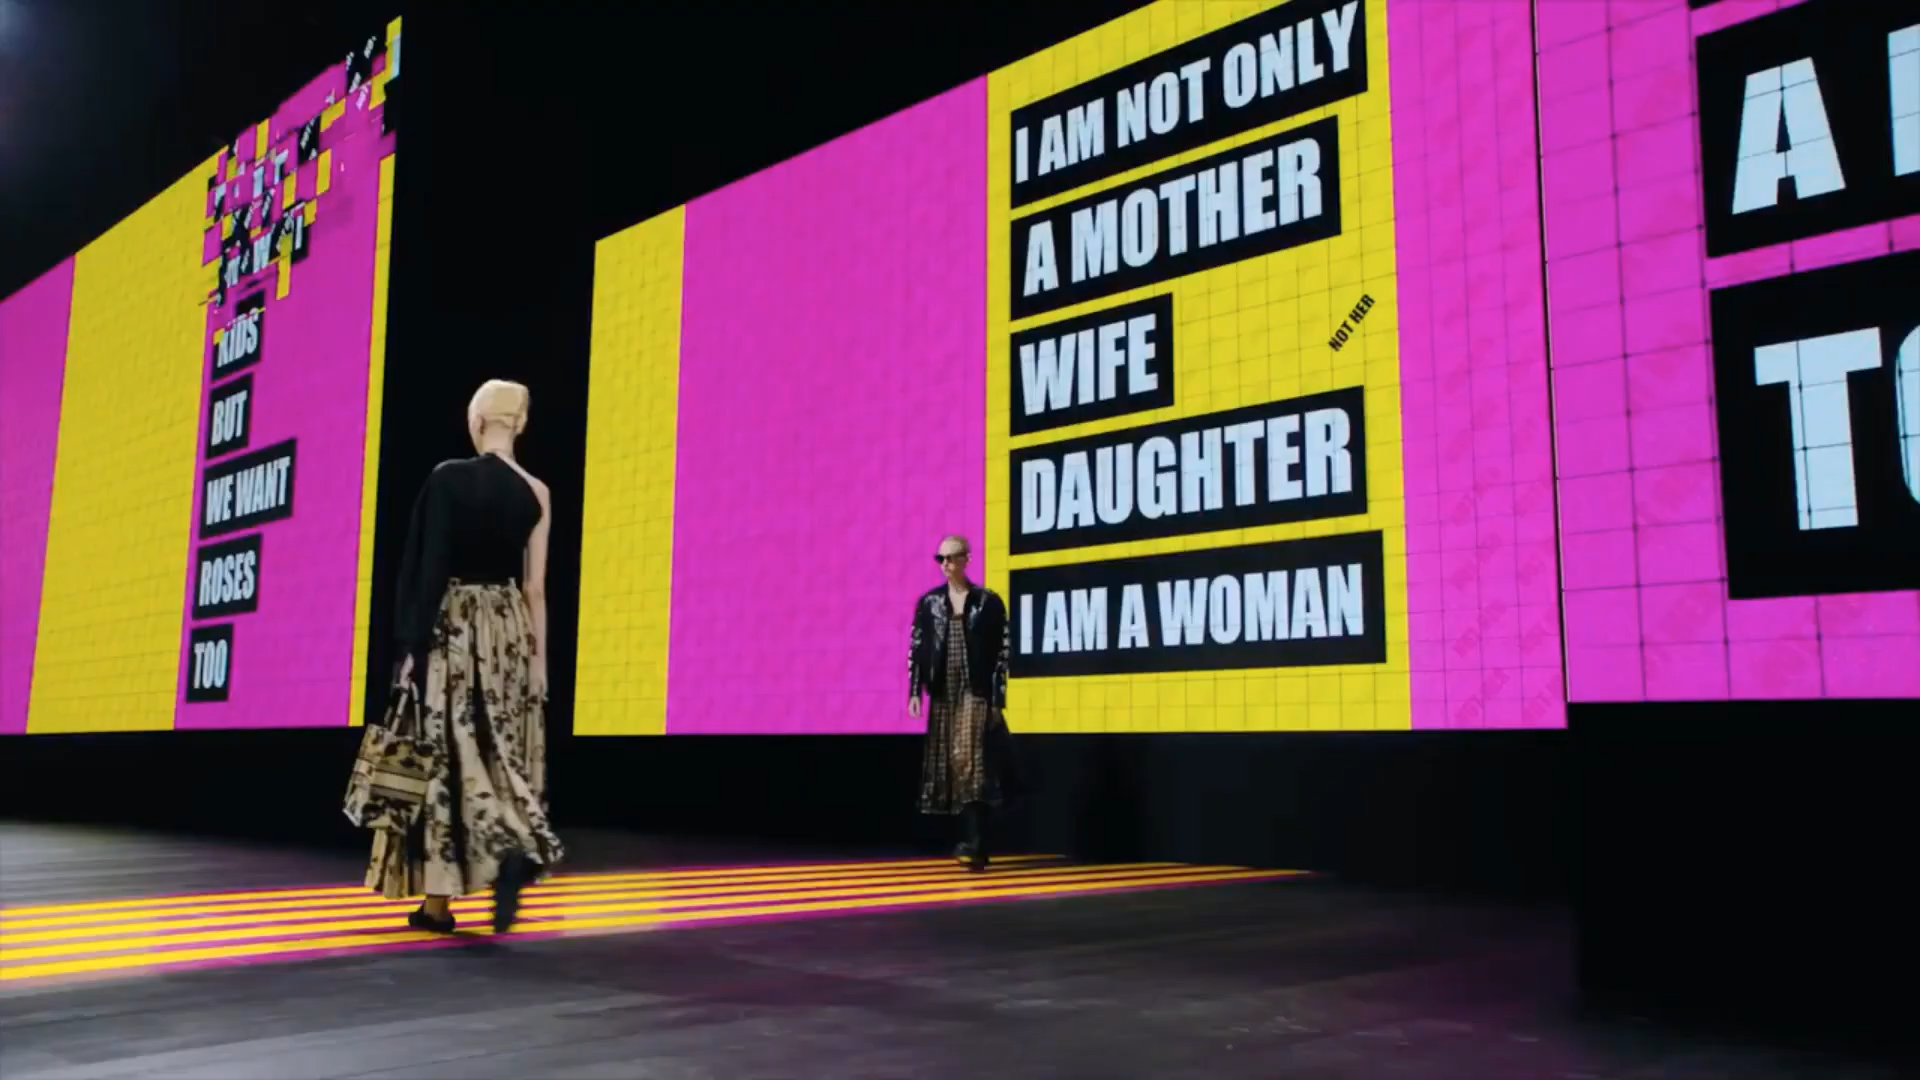 KIDS
BUT
WE WANT
ROSES
TOO
I AM NOT ONLY
A MOTHER
WIFE
DAUGHTER
I AM A WOMAN
NOT HER
A